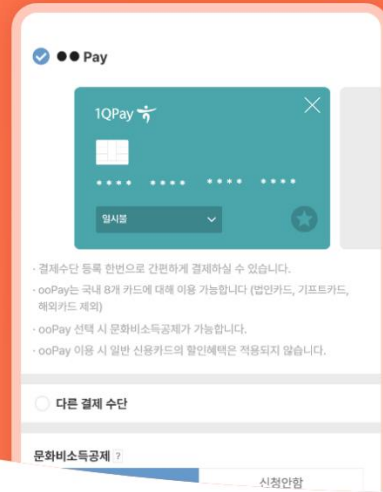 ●● Pay
1QPay
**** **** **** ****
일시불
· 결제수단 등록 한번으로 간편하게 결제하실 수 있습니다.
· ooPay는 국내 8개 카드에 대해 이용 가능합니다 (법인카드, 기프트카드,
해외카드 제외)
· ooPay 선택 시 문화비소득공제가 가능합니다.
· ooPay 이용 시 일반 신용카드의 할인혜택은 적용되지 않습니다.
다른 결제 수단
문화비소득공제 ?
신청안함